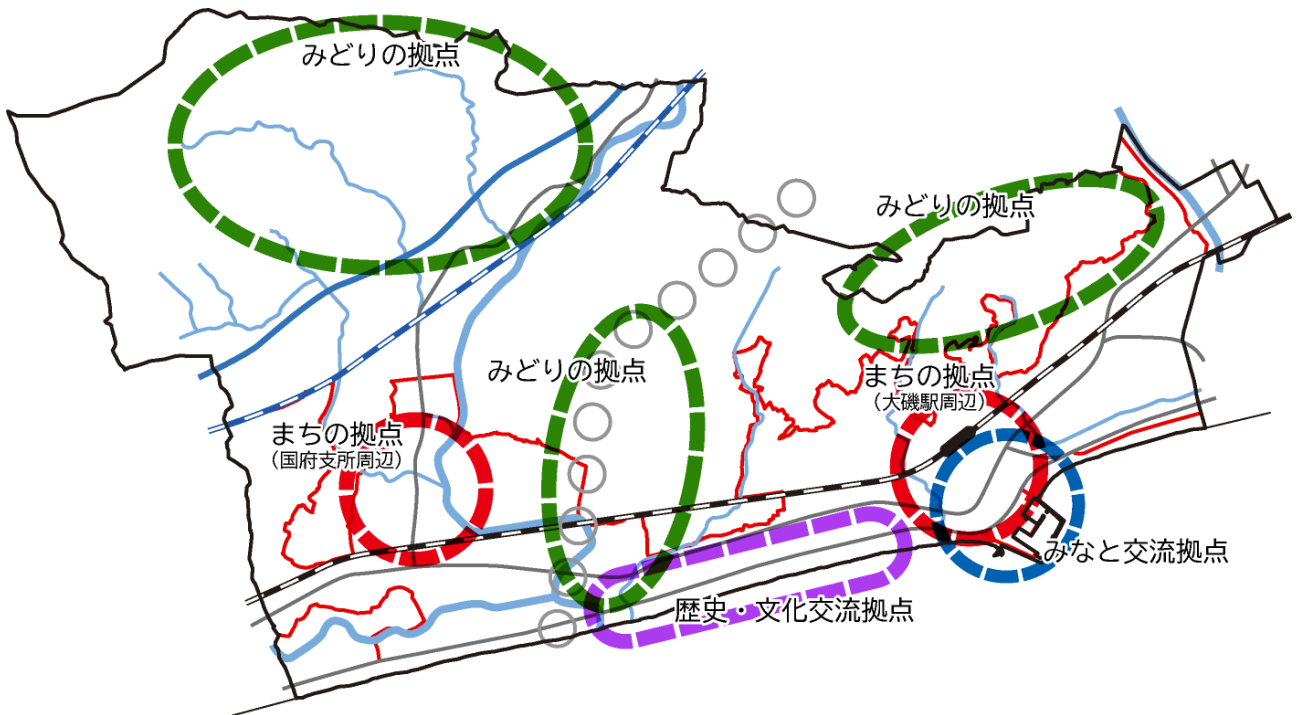 みどりの拠点
みどりの拠点
みどりの拠点
まちの拠点
（大磯駅周辺）
まちの拠点
（国府支所周辺）
みなと交流拠点
歴史・文化交流拠点